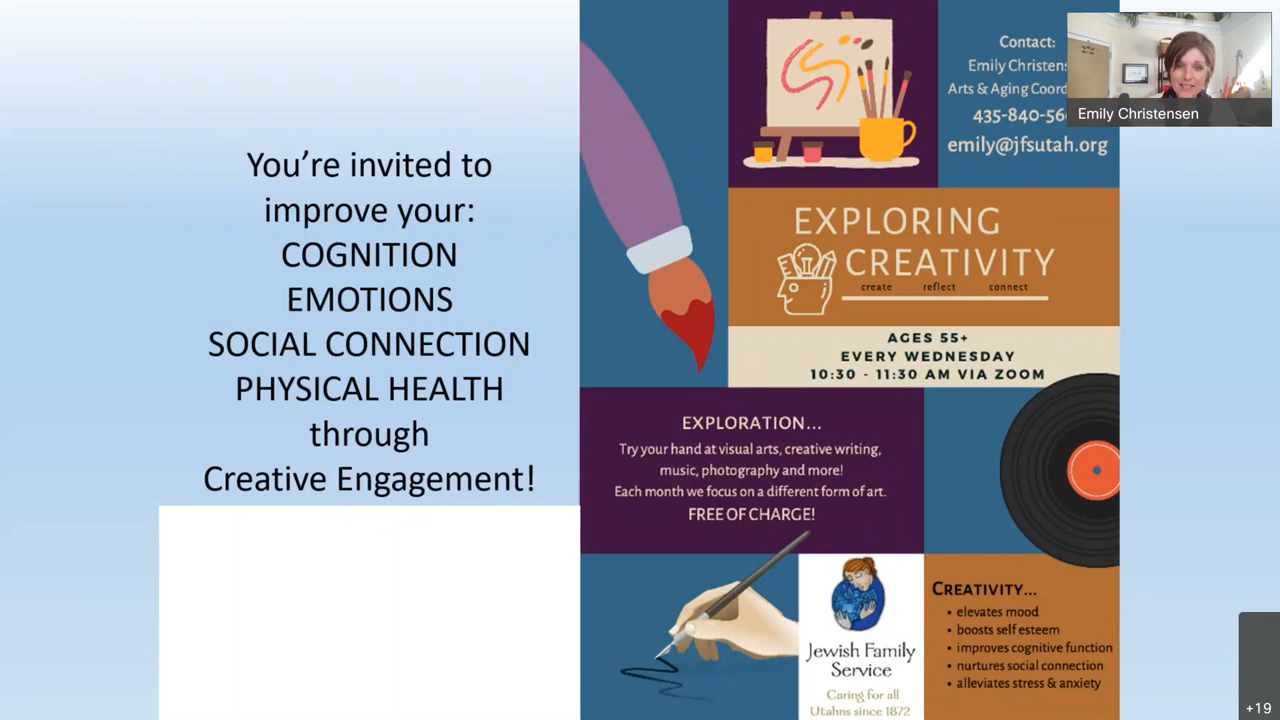 You're invited to
improve your:
COGNITION
EMOTIONS
SOCIAL CONNECTION
PHYSICAL HEALTH
through
Creative Engagement!
Contact:
Emily
Arts & Aging
emily@jfsutah.org
Emily Christensen
EXPLORING
CREATIVITY
create reflect connect
AGES 55+
EVERY WEDNESDAY
10:30 - 11:30 AM VIA ZOOM
EXPLORATION...
Try your hand at visual arts, creative writing,
music, photography and more!
Each month we focus on a different form of art.
FREE OF CHARGE!
Jewish Family
Service
Caring for all
Utahns since 1872
CREATIVITY...
• elevates mood
• boosts self esteem
• improves cognitive function
• nurtures social connection
• alleviates stress & anxiety
+19